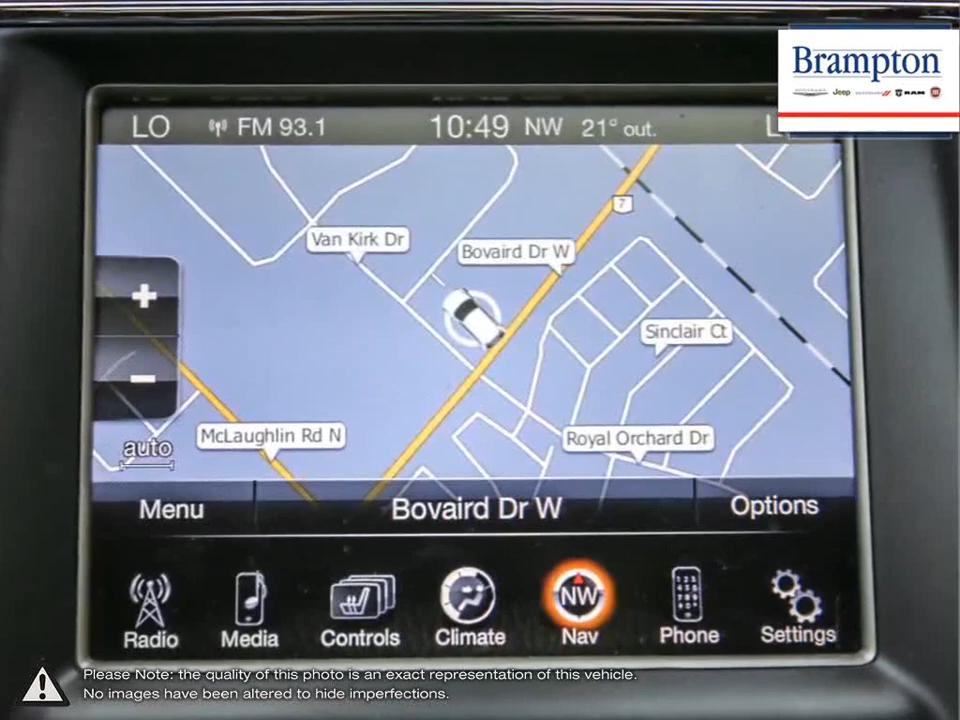 Brampton
Jeep
RAM
LO FM 93.1 10:49 NW 21° out.
7
Van Kirk Dr
Bovaird Dr W
+
Sinclair Ct
-
McLaughlin Rd N
Royal Orchard Dr
auto
Menu Bovaird Dr W Options
NW
Radio Media Controls Climate Nav Phone Settings
Please Note: the quality of this photo is an exact representation of this vehicle.
No images have been altered to hide imperfections.